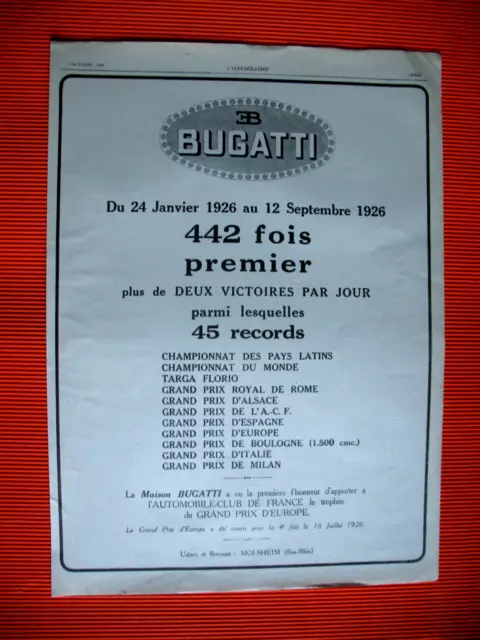 L'ILLUSTRATION
EB
BUGATTI
Du 24 Janvier 1926 au 12 Septembre 1926
442 fois
premier
plus de DEUX VICTOIRES PAR JOUR
parmi lesquelles
45 records
CHAMPIONNAT DES PAYS LATINS
CHAMPIONNAT DU MONDE
TARGA FLORIO
GRAND PRIX ROYAL DE ROME
GRAND PRIX D'ALSACE
GRAND PRIX DE L'A.-C. F.
GRAND PRIX D'ESPAGNE
GRAND PRIX D'EUROPE
GRAND PRIX DE BOULOGNE (1.500 cmc.)
GRAND PRIX D'ITALIE
GRAND PRIX DE MILAN
La Maison BUGATTI a eu la première l'honneur d'apporter à
l'AUTOMOBILE-CLUB DE FRANCE le trophée
du GRAND PRIX D'EUROPE.
Le Grand Prix d'Europe a été couru pour la 4e fois le 18 Juillet 1926.
Usines et Bureaux : MOLSHEIM (Bas-Rhin)